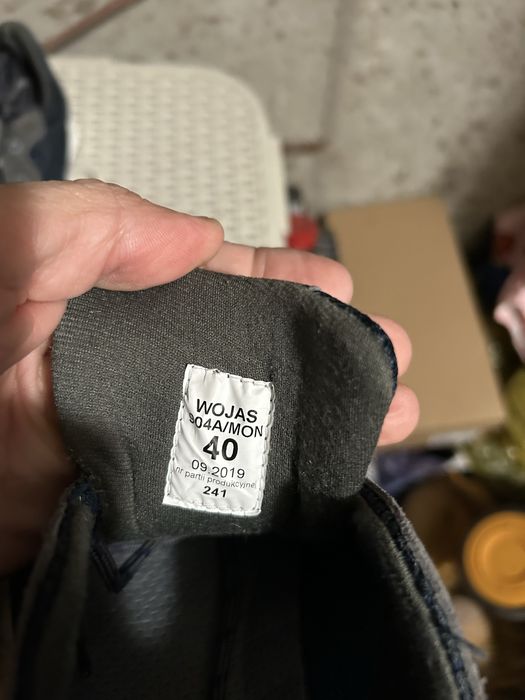 WOJAS
904A/MON
40
09.2019
nr partii produkcyjnej
241